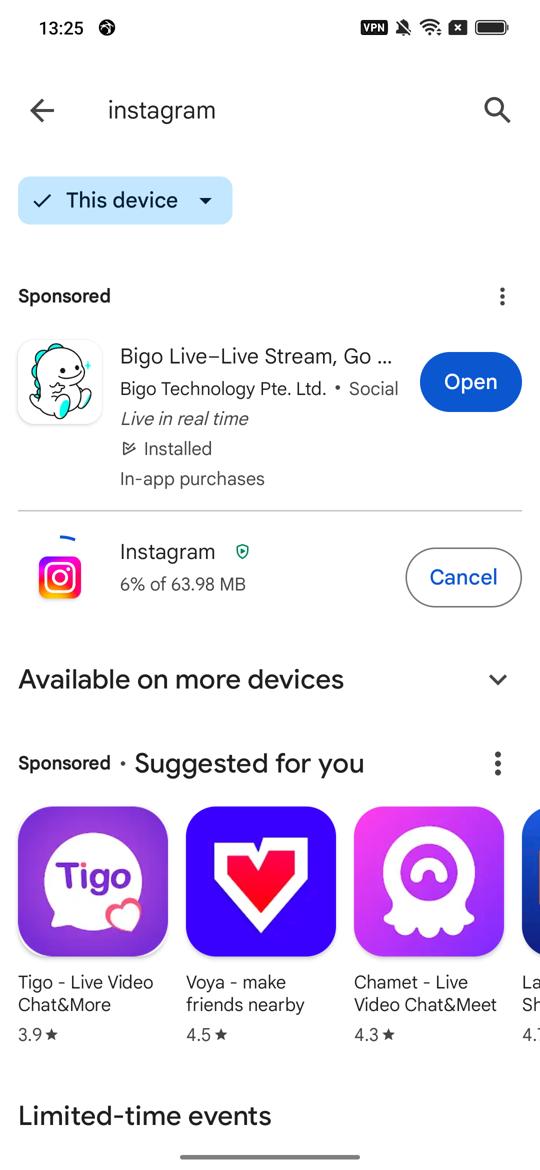 13:25
VPN
instagram
This device
Sponsored
Bigo Live–Live Stream, Go ...
Bigo Technology Pte. Ltd. • Social
Open
Live in real time
Installed
In-app purchases
Instagram
6% of 63.98 MB
Cancel
Available on more devices
Sponsored • Suggested for you
Tigo
Tigo - Live Video
Chat&More
3.9 ★
Voya - make
friends nearby
4.5 ★
Chamet - Live
Video Chat&Meet
4.3 ★
La
Sh
4.
Limited-time events